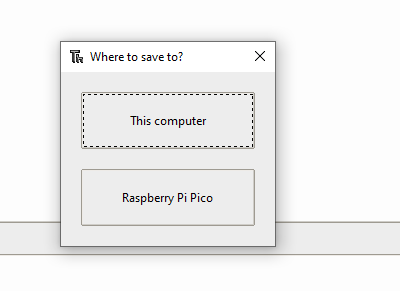 Where to save to?
This computer
Raspberry Pi Pico